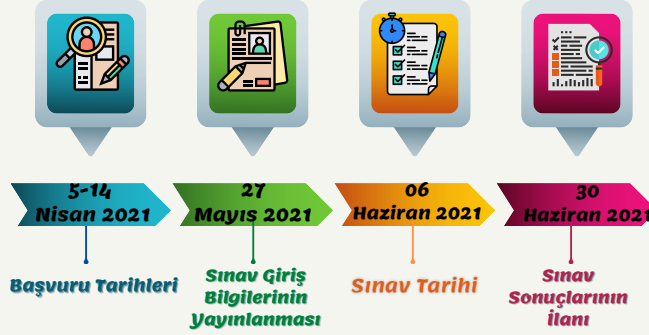 5-14
Nisan 2021
27
Mayıs 2021
06
Haziran 2021
30
Haziran 2021
Başvuru Tarihleri
Sınav Giriş
Bilgilerinin
Yayınlanması
Sınav Tarihi
Sınav
Sonuçlarının
İlanı